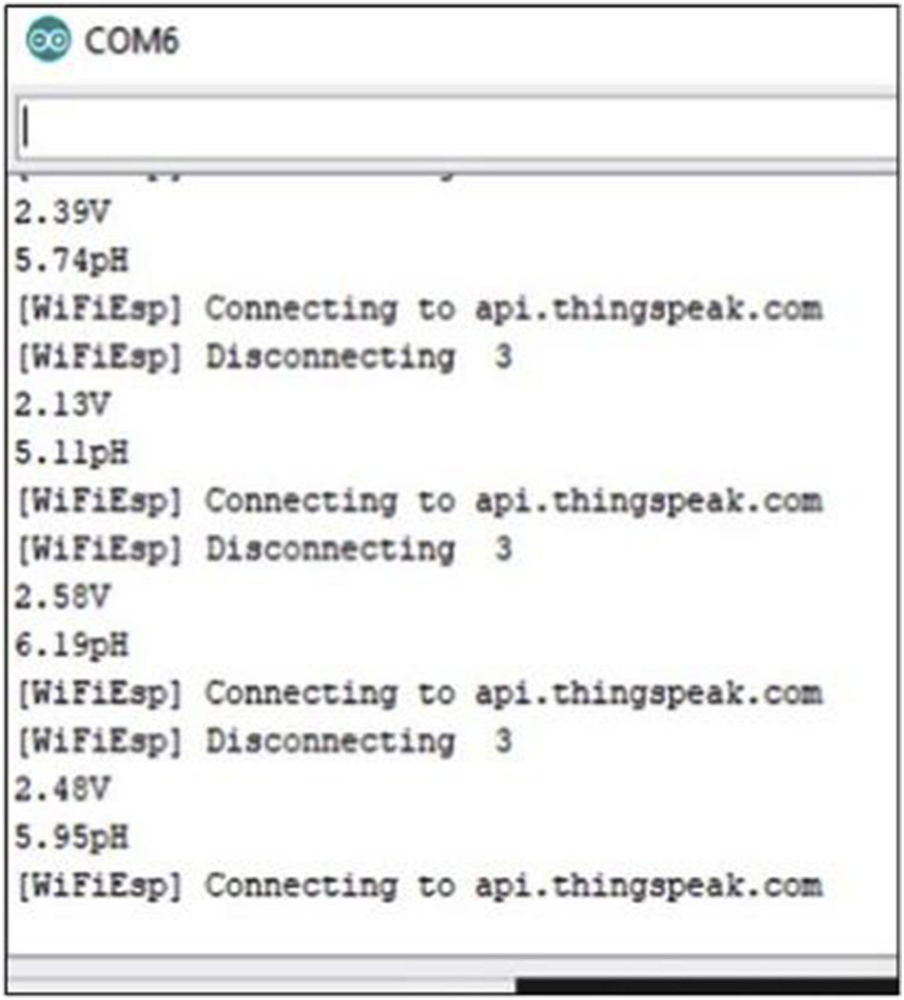 COM6
2.39V
5.74pH
[WiFiEsp] Connecting to api.thingspeak.com
[WiFiEsp] Disconnecting  3
2.13V
5.11pH
[WiFiEsp] Connecting to api.thingspeak.com
[WiFiEsp] Disconnecting  3
2.58V
6.19pH
[WiFiEsp] Connecting to api.thingspeak.com
[WiFiEsp] Disconnecting  3
2.48V
5.95pH
[WiFiEsp] Connecting to api.thingspeak.com